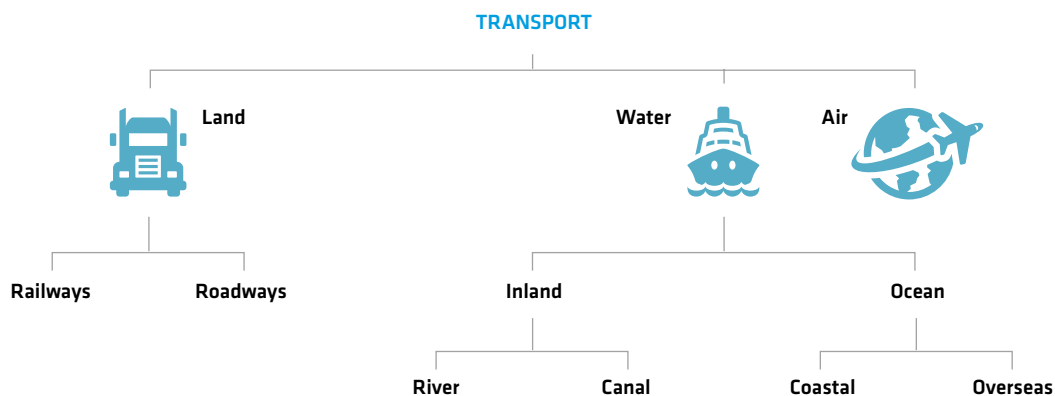 TRANSPORT
Land
Water
Air
Railways
Roadways
Inland
Ocean
River
Canal
Coastal
Overseas